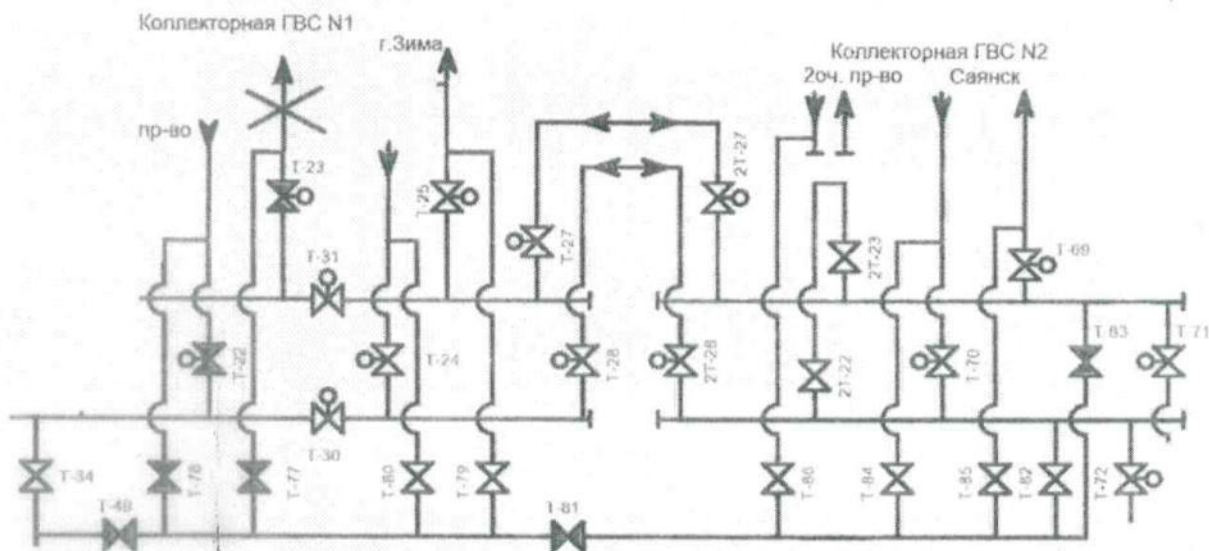 Коллекторная ГВС N1
г.Зима
Коллекторная ГВС N2
2оч. пр-во
Саянск
пр-во
Т-23
Т-25
2Т-27
Т-27
2Т-23
Т-69
Т-31
Т-22
Т-24
Т-28
2Т-28
2Т-22
Т-70
Т-83
Т-71
Т-34
Т-78
Т-77
Т-30
Т-80
Т-79
Т-86
Т-84
Т-85
Т-82
Т-72
Т-49
Т-81